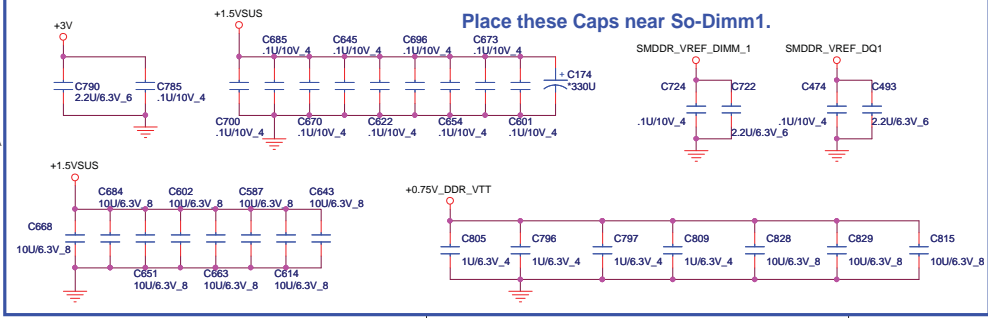 Place these Caps near So-Dimm1.
+3V
C790
2.2U/6.3V_6
C785
.1U/10V_4
+1.5VSUS
C685
.1U/10V_4
C645
.1U/10V_4
C696
.1U/10V_4
C673
.1U/10V_4
+ C174
*330U
C700
.1U/10V_4
C670
.1U/10V_4
C622
.1U/10V_4
C654
.1U/10V_4
C601
.1U/10V_4
SMDDR_VREF_DIMM_1
C724
.1U/10V_4
C722
2.2U/6.3V_6
SMDDR_VREF_DQ1
C474
.1U/10V_4
C493
2.2U/6.3V_6
+1.5VSUS
C668
10U/6.3V_8
C684
10U/6.3V_8
C602
10U/6.3V_8
C587
10U/6.3V_8
C643
10U/6.3V_8
C651
10U/6.3V_8
C663
10U/6.3V_8
C614
10U/6.3V_8
+0.75V_DDR_VTT
C805
1U/6.3V_4
C796
1U/6.3V_4
C797
1U/6.3V_4
C809
1U/6.3V_4
C828
10U/6.3V_8
C829
10U/6.3V_8
C815
10U/6.3V_8